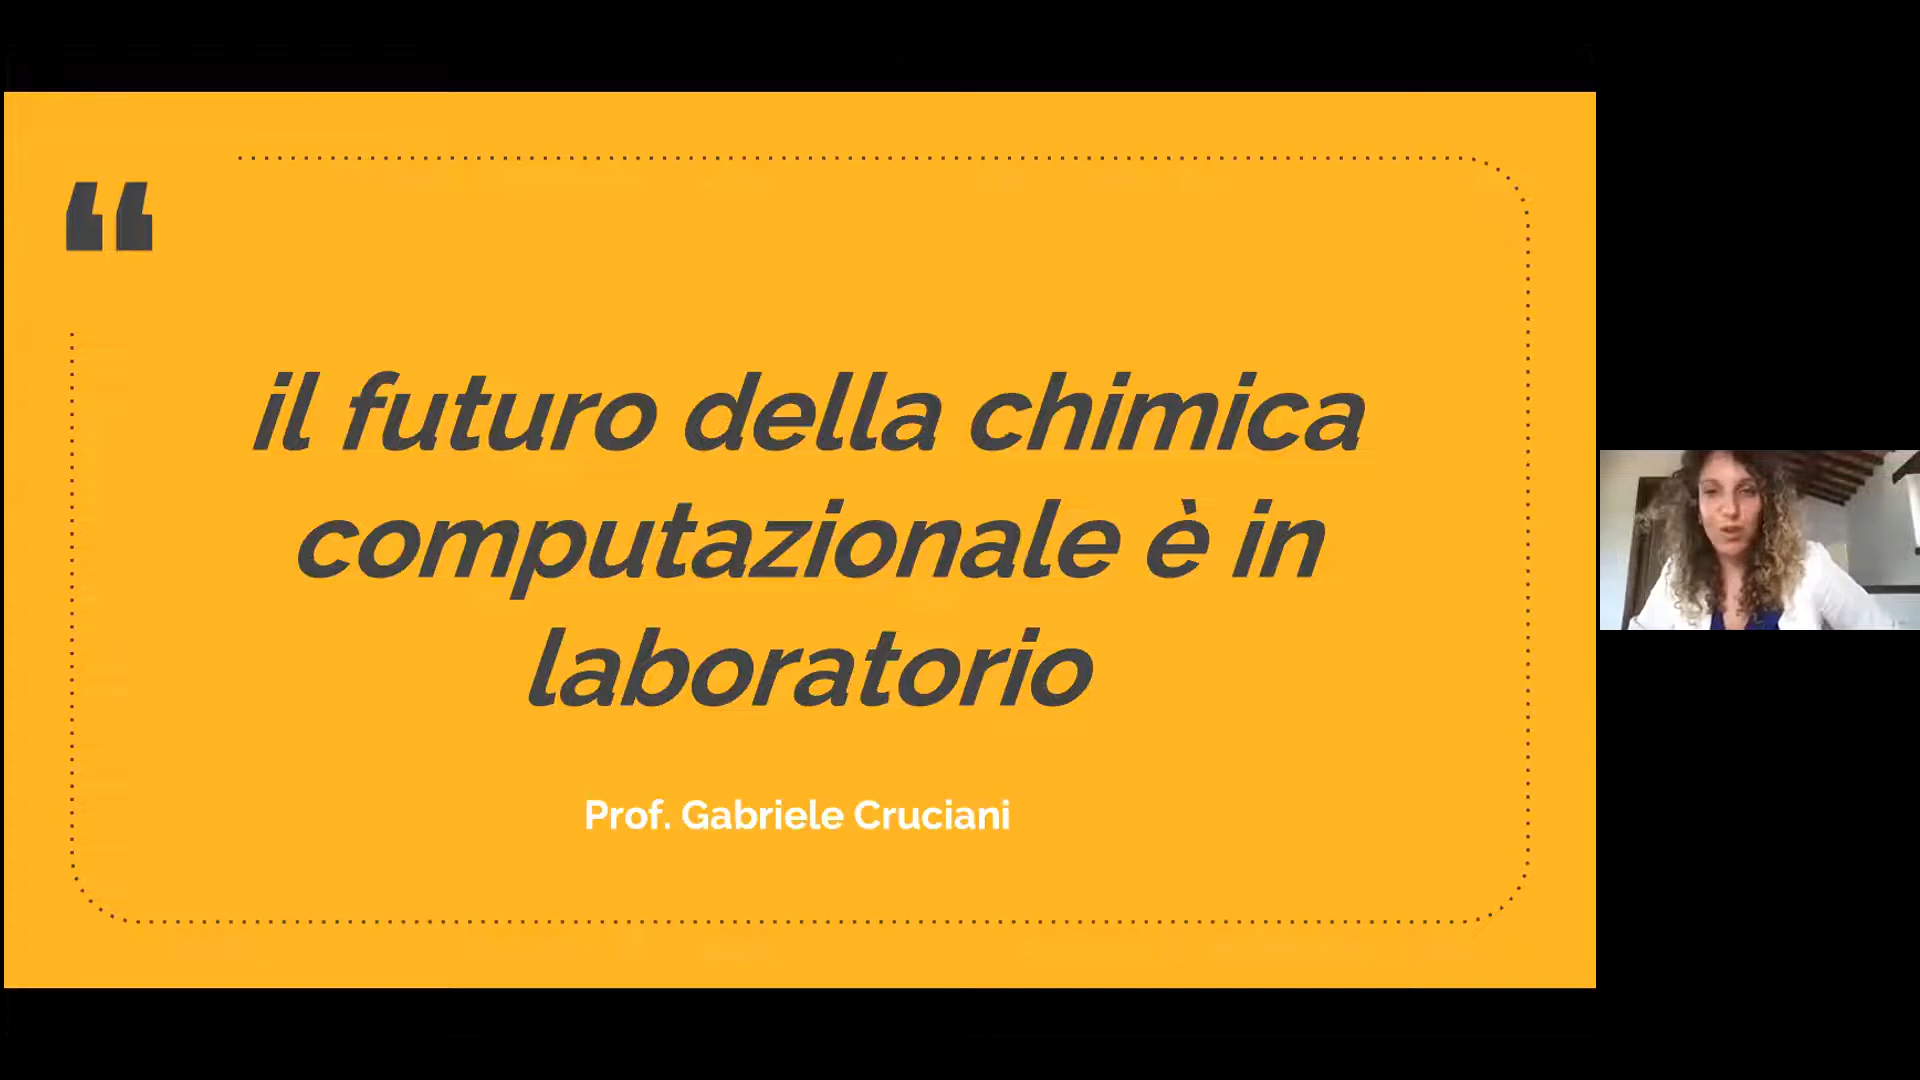 “
il futuro della chimica
computazionale è in
laboratorio
Prof. Gabriele Cruciani